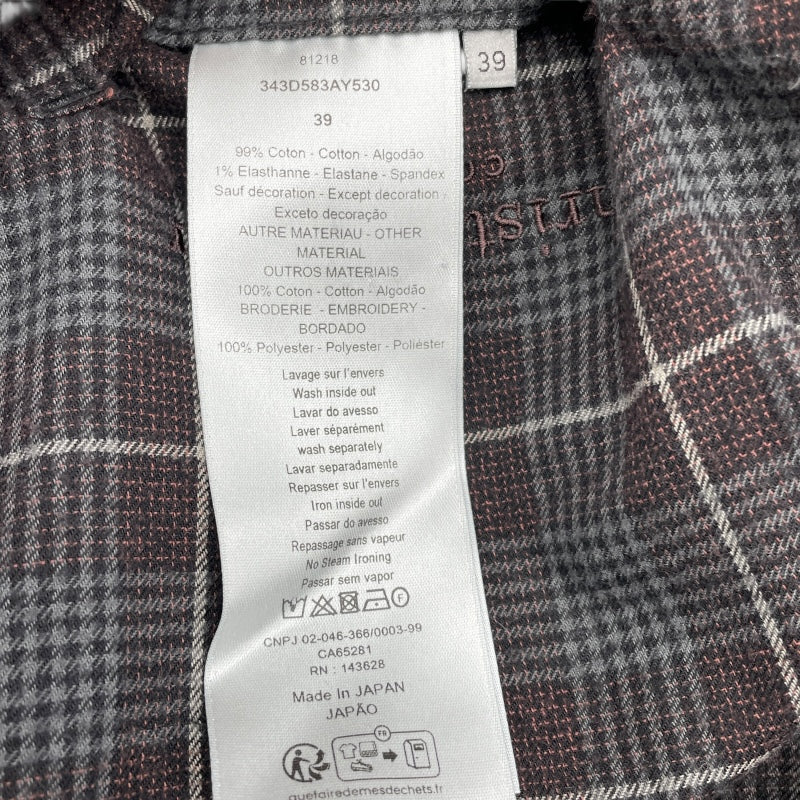 81218
343D583AY530
39
39
99% Coton - Cotton - Algodão
1% Elasthanne - Elastane - Spandex
Sauf décoration - Except decoration -
Exceto decoração
AUTRE MATERIAU - OTHER
MATERIAL
OUTROS MATERIAIS
100% Coton - Cotton - Algodão
BRODERIE - EMBROIDERY -
BORDADO
100% Polyester - Polyester - Poliéster
Lavage sur l'envers
Wash inside out
Lavar do avesso
Laver séparément
wash separately
Lavar separadamente
Repasser sur l'envers
Iron inside out
Passar do avesso
Repassage sans vapeur
No Steam Ironing
Passar sem vapor
F
CNPJ 02-046-366/0003-99
CA65281
RN : 143628
Made In JAPAN
JAPÃO
FR
quefairedemesdechets.fr